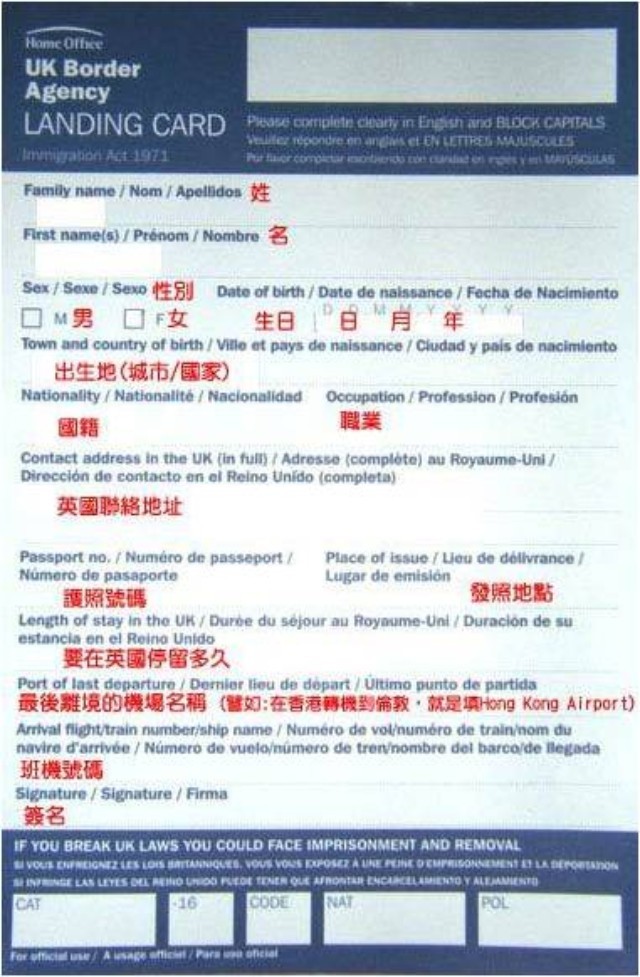 Home Office
UK Border
Agency
LANDING CARD
Immigration Act 1971
Please complete clearly in English and BLOCK CAPITALS
Veuillez répondre en anglais et EN LETTRES MAJUSCULES
Por favor completar escribiendo con claridad en inglés y en MAYÚSCULAS
Family name / Nom / Apellidos 姓
First name(s) / Prénom / Nombre 名
Sex / Sexe / Sexo 性別 Date of birth / Date de naissance / Fecha de Nacimiento
M 男 F 女 生日 D D M M Y Y Y Y 日 月 年
Town and country of birth / Ville et pays de naissance / Ciudad y país de nacimiento
出生地(城市/國家)
Nationality / Nationalité / Nacionalidad Occupation / Profession / Profesión
國籍 職業
Contact address in the UK (in full) / Adresse (complète) au Royaume-Uni /
Dirección de contacto en el Reino Unido (completa)
英國聯絡地址
Passport no. / Numéro de passeport / Place of issue / Lieu de délivrance /
Número de pasaporte Lugar de emisión
護照號碼 發照地點
Length of stay in the UK / Durée du séjour au Royaume-Uni / Duración de su
estancia en el Reino Unido
要在英國停留多久
Port of last departure / Dernier lieu de départ / Último punto de partida
最後離境的機場名稱 (譬如:在香港轉機到倫敦,就是填Hong Kong Airport)
Arrival flight/train number/ship name / Numéro de vol/numéro de train/nom du
navire d'arrivée / Número de vuelo/número de tren/nombre del barco/de llegada
班機號碼
Signature / Signature / Firma
簽名
IF YOU BREAK UK LAWS YOU COULD FACE IMPRISONMENT AND REMOVAL
SI VOUS ENFREIGNEZ LES LOIS BRITANNIQUES, VOUS VOUS EXPOSEZ À UNE PEINE D'EMPRISONNEMENT ET LA DÉPORTATION
SI INFRINGE LAS LEYES DEL REINO UNIDO PUEDE TENER QUE AFRONTAR ENCARCELAMIENTO Y ALEJAMIENTO
CAT -16 CODE NAT POL
For official use / A usage officiel / Para uso oficial